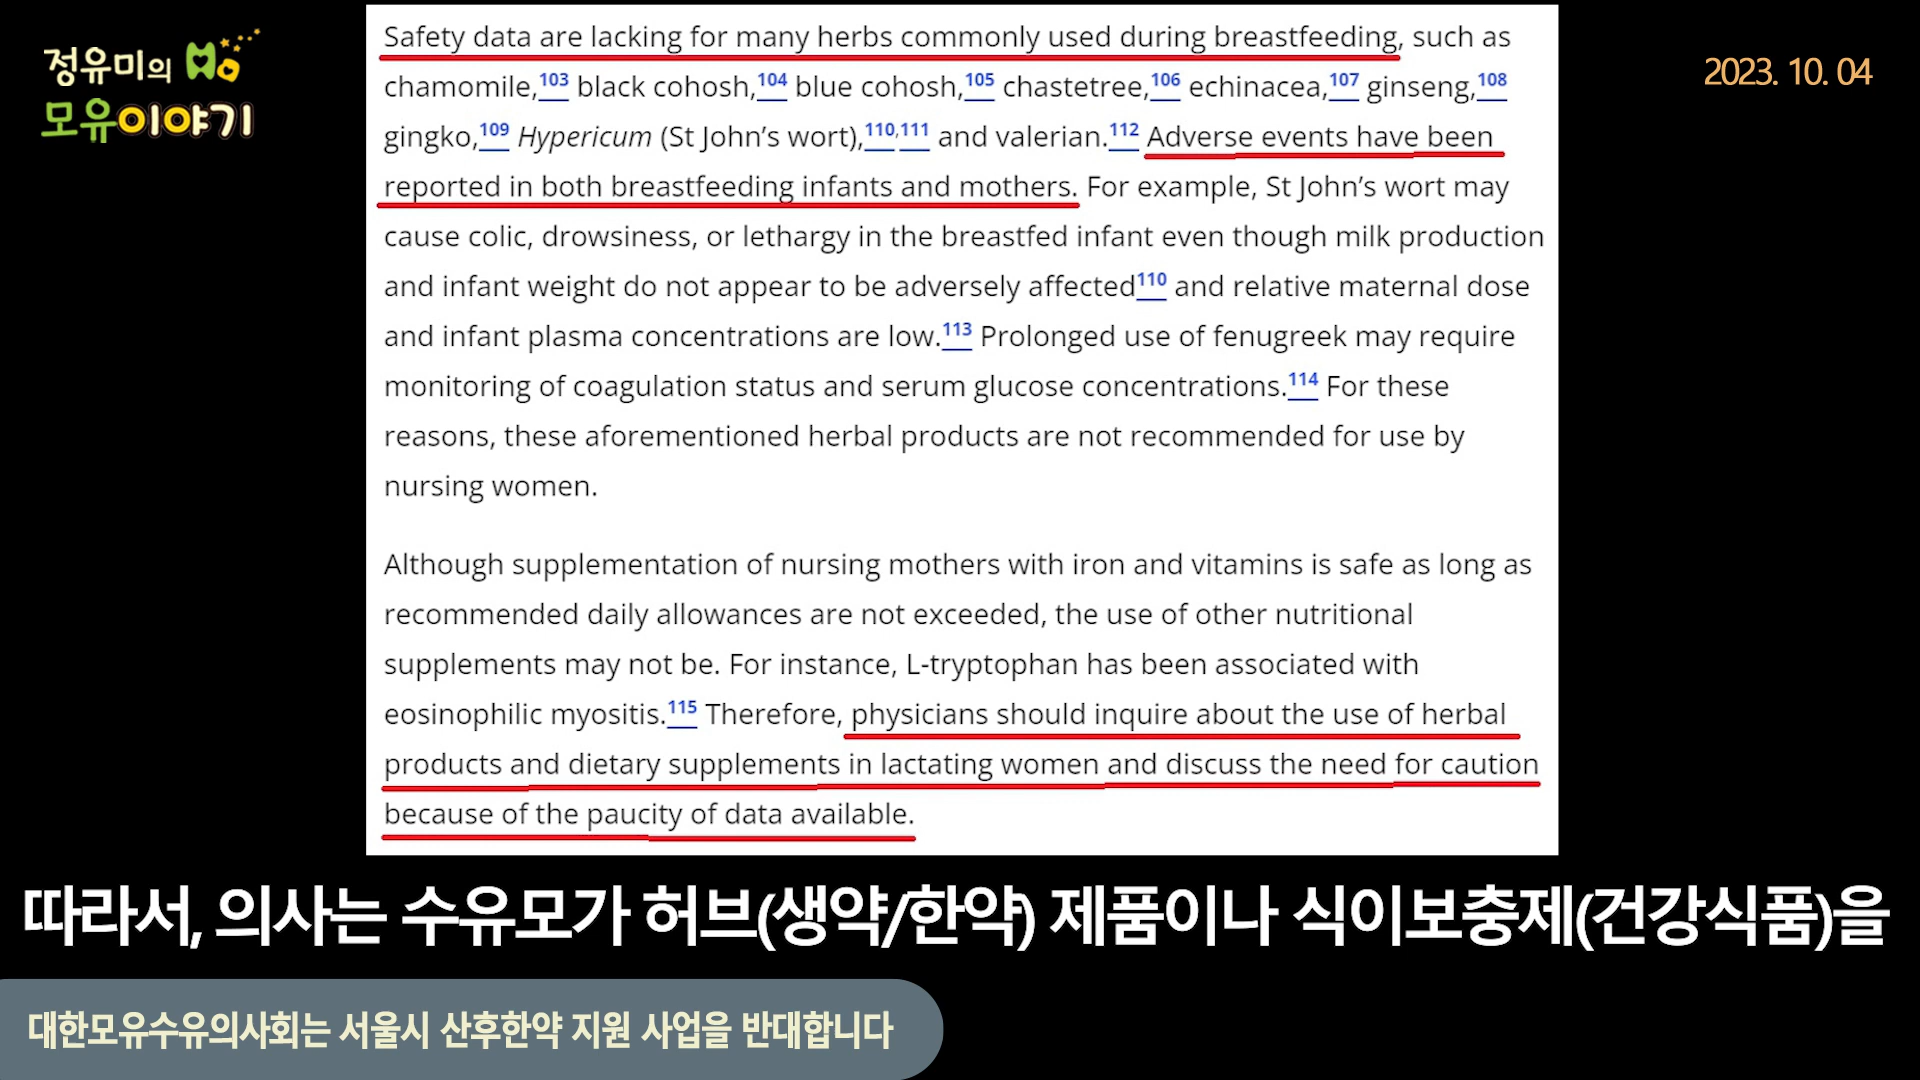 정유미의
모유이야기
2023. 10. 04
Safety data are lacking for many herbs commonly used during breastfeeding, such as
chamomile,103 black cohosh,104 blue cohosh,105 chastetree,106 echinacea,107 ginseng,108
gingko,109 Hypericum (St John's wort),110,111 and valerian.112 Adverse events have been
reported in both breastfeeding infants and mothers. For example, St John's wort may
cause colic, drowsiness, or lethargy in the breastfed infant even though milk production
and infant weight do not appear to be adversely affected110 and relative maternal dose
and infant plasma concentrations are low.113 Prolonged use of fenugreek may require
monitoring of coagulation status and serum glucose concentrations.114 For these
reasons, these aforementioned herbal products are not recommended for use by
nursing women.
Although supplementation of nursing mothers with iron and vitamins is safe as long as
recommended daily allowances are not exceeded, the use of other nutritional
supplements may not be. For instance, L-tryptophan has been associated with
eosinophilic myositis.115 Therefore, physicians should inquire about the use of herbal
products and dietary supplements in lactating women and discuss the need for caution
because of the paucity of data available.
따라서, 의사는 수유모가 허브(생약/한약) 제품이나 식이보충제(건강식품)을
대한모유수유의사회는 서울시 산후한약 지원 사업을 반대합니다